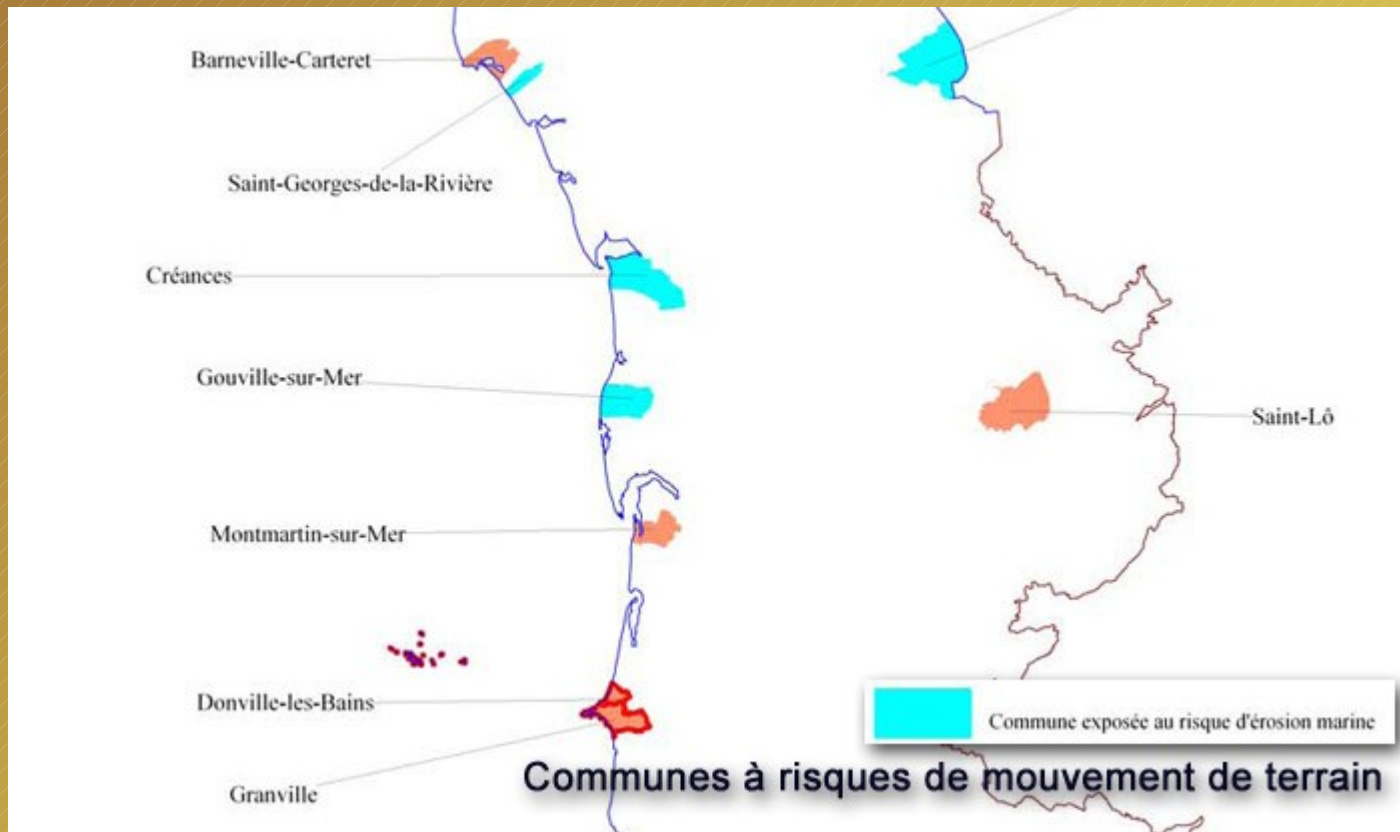 Barneville-Carteret
Saint-Georges-de-la-Rivière
Créances
Gouville-sur-Mer
Saint-Lô
Montmartin-sur-Mer
Donville-les-Bains
Commune exposée au risque d'érosion marine
Communes à risques de mouvement de terrain
Granville